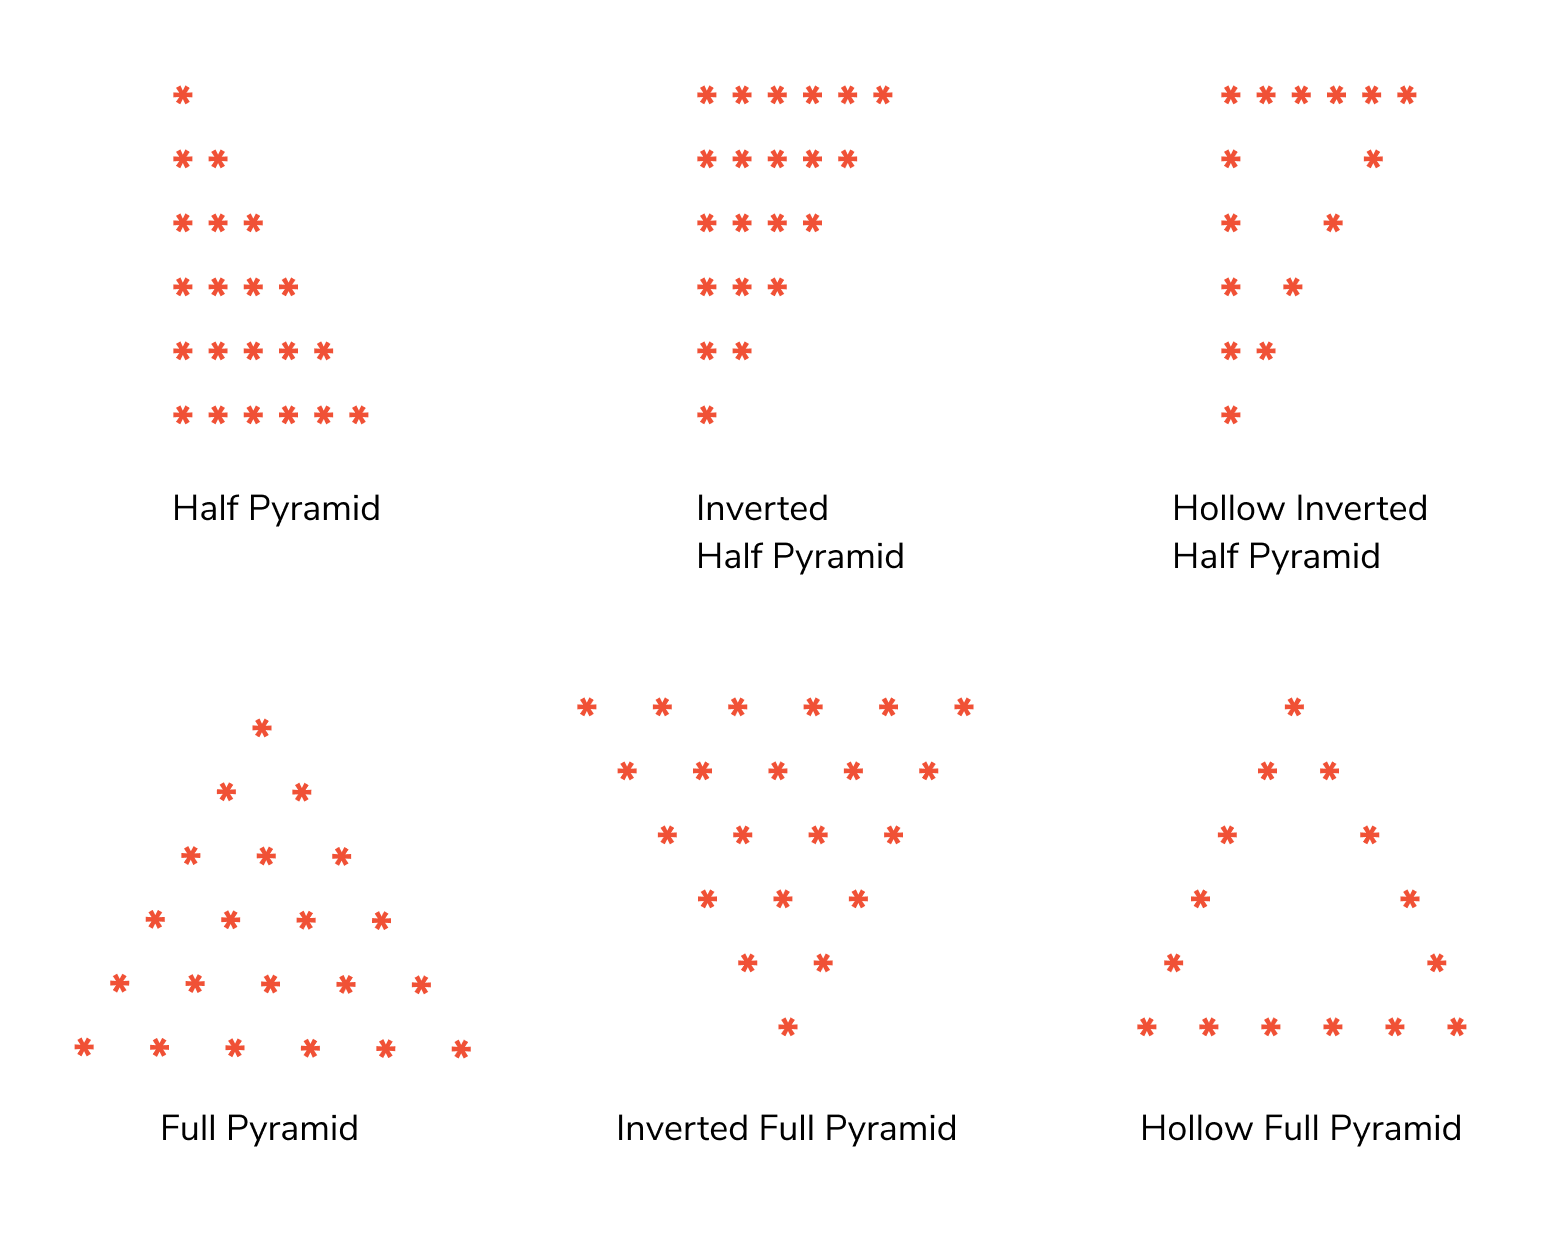 *
* *
* * *
* * * *
* * * * *
* * * * * *
Half Pyramid
* * * * * *
* * * * *
* * * *
* * *
* *
*
Inverted
Half Pyramid
* * * * * *
*       *
*     *
*   *
* *
*
Hollow Inverted
Half Pyramid
          *
        *   *
      *   *   *
    *   *   *   *
  *   *   *   *   *
*   *   *   *   *   *
Full Pyramid
*   *   *   *   *   *
  *   *   *   *   *
    *   *   *   *
      *   *   *
        *   *
          *
Inverted Full Pyramid
          *
        *   *
      *       *
    *           *
  *               *
*   *   *   *   *   *
Hollow Full Pyramid